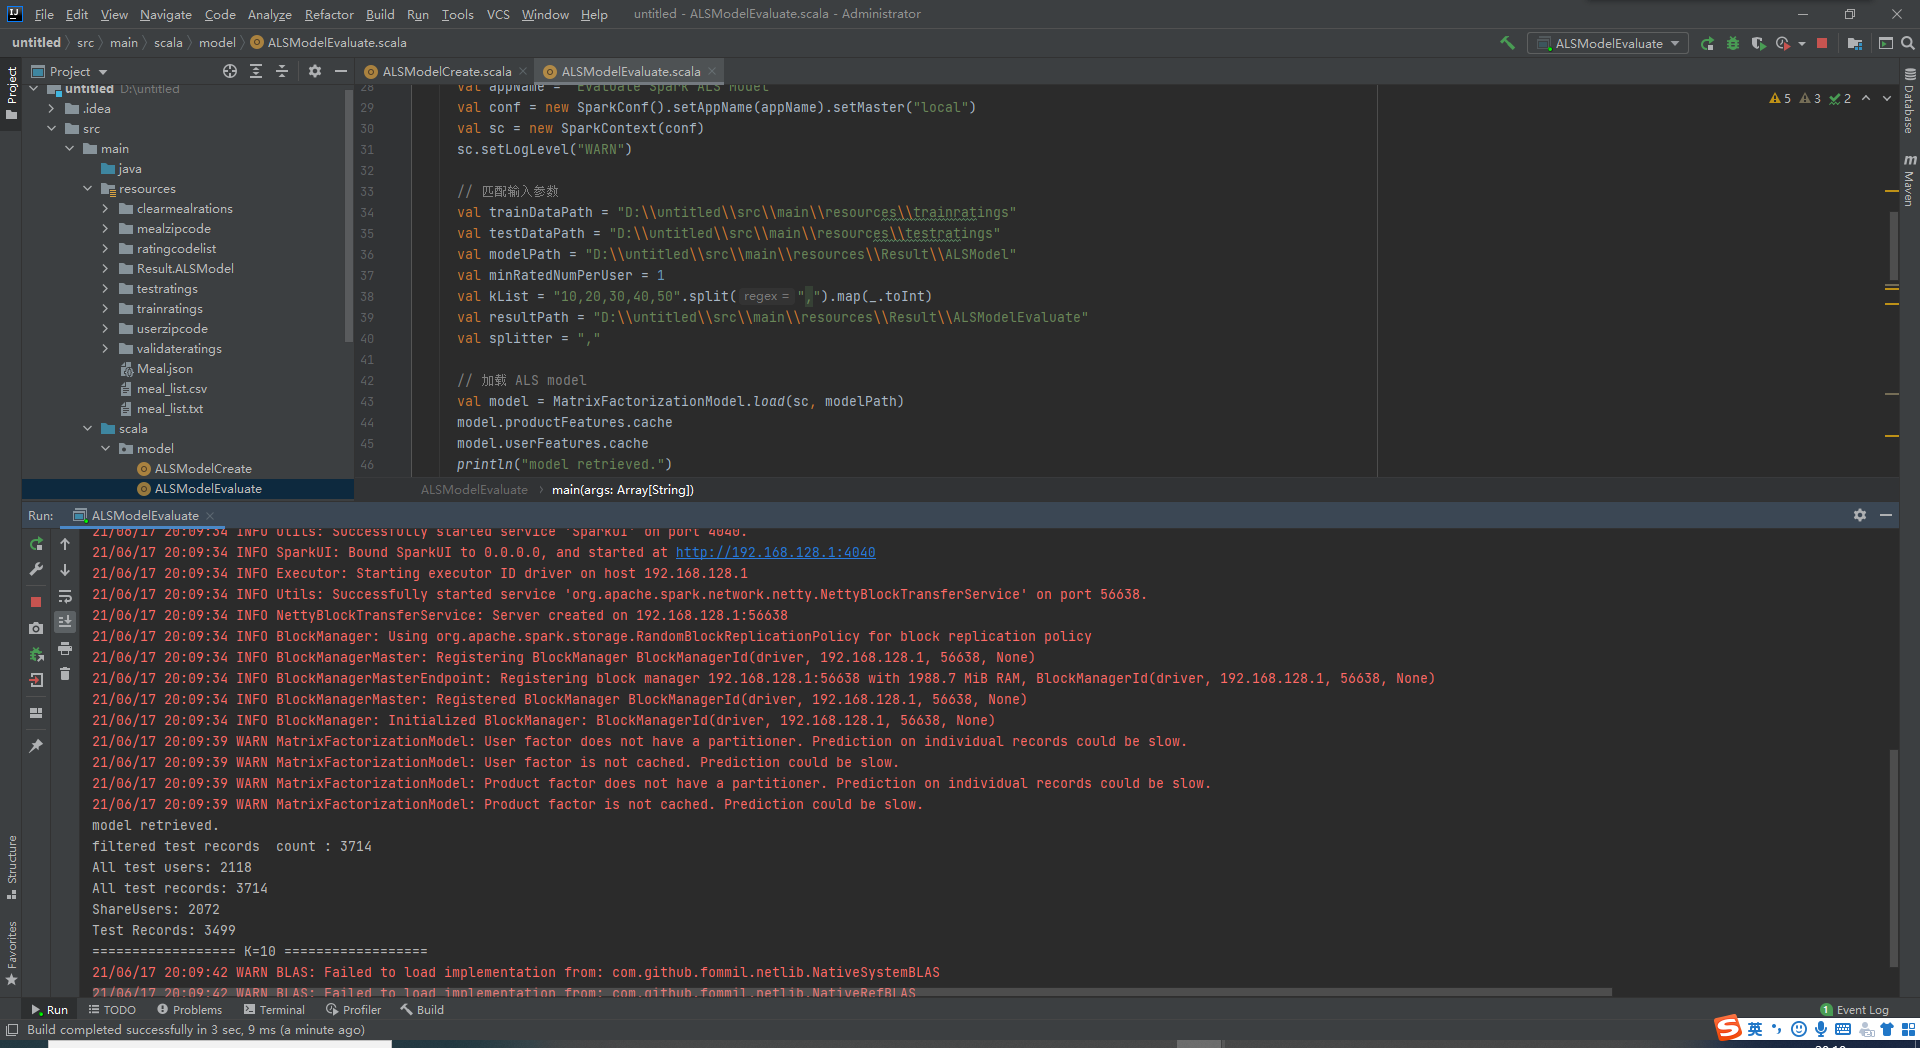 File Edit View Navigate Code Analyze Refactor Build Run Tools VCS Window Help untitled - ALSModelEvaluate.scala - Administrator
untitled src main scala model ALSModelEvaluate.scala
ALSModelEvaluate
Project
ALSModelCreate.scala
ALSModelEvaluate.scala
Project
untitled D:\untitled
.idea
src
main
java
resources
clearmealrations
mealzipcode
ratingcodelist
Result.ALSModel
testratings
trainratings
userzipcode
validateratings
Meal.json
meal_list.csv
meal_list.txt
scala
model
ALSModelCreate
ALSModelEvaluate
28 val appName = "Evaluate Spark ALS Model"
29 val conf = new SparkConf().setAppName(appName).setMaster("local")
30 val sc = new SparkContext(conf)
31 sc.setLogLevel("WARN")
32
33 // 匹配输入参数
34 val trainDataPath = "D:\\untitled\\src\\main\\resources\\trainratings"
35 val testDataPath = "D:\\untitled\\src\\main\\resources\\testratings"
36 val modelPath = "D:\\untitled\\src\\main\\resources\\Result\\ALSModel"
37 val minRatedNumPerUser = 1
38 val kList = "10,20,30,40,50".split( regex = ",").map(_.toInt)
39 val resultPath = "D:\\untitled\\src\\main\\resources\\Result\\ALSModelEvaluate"
40 val splitter = ","
41
42 // 加载 ALS model
43 val model = MatrixFactorizationModel.load(sc, modelPath)
44 model.productFeatures.cache
45 model.userFeatures.cache
46 println("model retrieved.")
5 3 2
Database
Maven
ALSModelEvaluate main(args: Array[String])
Run: ALSModelEvaluate
21/06/17 20:09:34 INFO Utils: Successfully started service 'SparkUI' on port 4040.
21/06/17 20:09:34 INFO SparkUI: Bound SparkUI to 0.0.0.0, and started at http://192.168.128.1:4040
21/06/17 20:09:34 INFO Executor: Starting executor ID driver on host 192.168.128.1
21/06/17 20:09:34 INFO Utils: Successfully started service 'org.apache.spark.network.netty.NettyBlockTransferService' on port 56638.
21/06/17 20:09:34 INFO NettyBlockTransferService: Server created on 192.168.128.1:56638
21/06/17 20:09:34 INFO BlockManager: Using org.apache.spark.storage.RandomBlockReplicationPolicy for block replication policy
21/06/17 20:09:34 INFO BlockManagerMaster: Registering BlockManager BlockManagerId(driver, 192.168.128.1, 56638, None)
21/06/17 20:09:34 INFO BlockManagerMasterEndpoint: Registering block manager 192.168.128.1:56638 with 1988.7 MiB RAM, BlockManagerId(driver, 192.168.128.1, 56638, None)
21/06/17 20:09:34 INFO BlockManagerMaster: Registered BlockManager BlockManagerId(driver, 192.168.128.1, 56638, None)
21/06/17 20:09:34 INFO BlockManager: Initialized BlockManager: BlockManagerId(driver, 192.168.128.1, 56638, None)
21/06/17 20:09:39 WARN MatrixFactorizationModel: User factor does not have a partitioner. Prediction on individual records could be slow.
21/06/17 20:09:39 WARN MatrixFactorizationModel: User factor is not cached. Prediction could be slow.
21/06/17 20:09:39 WARN MatrixFactorizationModel: Product factor does not have a partitioner. Prediction on individual records could be slow.
21/06/17 20:09:39 WARN MatrixFactorizationModel: Product factor is not cached. Prediction could be slow.
model retrieved.
filtered test records  count : 3714
All test users: 2118
All test records: 3714
ShareUsers: 2072
Test Records: 3499
================== K=10 ==================
21/06/17 20:09:42 WARN BLAS: Failed to load implementation from: com.github.fommil.netlib.NativeSystemBLAS
21/06/17 20:09:42 WARN BLAS: Failed to load implementation from: com.github.fommil.netlib.NativeRefBLAS
Structure
Favorites
Run TODO Problems Terminal Profiler Build
1 Event Log
Build completed successfully in 3 sec, 9 ms (a minute ago)
英